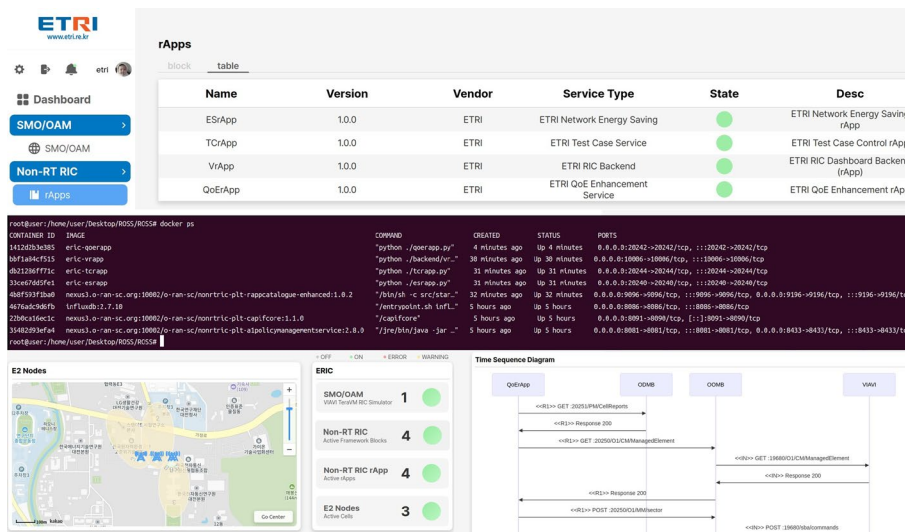 ETRI
www.etri.re.kr
etri
Dashboard
SMO/OAM
SMO/OAM
Non-RT RIC
rApps
rApps
block table
Name Version Vendor Service Type State Desc
ESrApp 1.0.0 ETRI ETRI Network Energy Saving ETRI Network Energy Saving
rApp
TCrApp 1.0.0 ETRI ETRI Test Case Service ETRI Test Case Control rApp
VrApp 1.0.0 ETRI ETRI RIC Backend ETRI RIC Dashboard Backen
(rApp)
QoErApp 1.0.0 ETRI ETRI QoE Enhancement
Service ETRI QoE Enhancement rAp
root@user:/home/user/Desktop/ROSS/ROSS# docker ps
CONTAINER ID IMAGE COMMAND CREATED STATUS PORTS
1412d2b3e385 eric-qoerapp "python ./qoerapp.py" 4 minutes ago Up 4 minutes 0.0.0.0:20242->20242/tcp, :::20242->20242/tcp
bbf1a84cf515 eric-vrapp "python ./backend/vr…" 30 minutes ago Up 30 minutes 0.0.0.0:10006->10006/tcp, :::10006->10006/tcp
db21236ff71c eric-tcrapp "python ./tcrapp.py" 31 minutes ago Up 31 minutes 0.0.0.0:20244->20244/tcp, :::20244->20244/tcp
33ce67dd5fe1 eric-esrapp "python ./esrapp.py" 31 minutes ago Up 31 minutes 0.0.0.0:20240->20240/tcp, :::20240->20240/tcp
4b8f593f1ba0 nexus3.o-ran-sc.org:10002/o-ran-sc/nonrtric-plt-rappcatalogue-enhanced:1.0.2 "/bin/sh -c src/star…" 32 minutes ago Up 32 minutes 0.0.0.0:9096->9096/tcp, :::9096->9096/tcp, 0.0.0.0:9196->9196/tcp, :::9196->9196/tc
4676adc9d6fb influxdb:2.7.10 "/entrypoint.sh infl…" 5 hours ago Up 5 hours 0.0.0.0:8086->8086/tcp, :::8086->8086/tcp
22b0ca16ec1c nexus3.o-ran-sc.org:10002/o-ran-sc/nonrtric-plt-capifcore:1.1.0 "/capifcore" 5 hours ago Up 5 hours 0.0.0.0:8091->8090/tcp, [::]:8091->8090/tcp
35482d93efa4 nexus3.o-ran-sc.org:10002/o-ran-sc/nonrtric-plt-a1policymanagementservice:2.8.0 "/jre/bin/java -jar …" 5 hours ago Up 5 hours 0.0.0.0:8081->8081/tcp, :::8081->8081/tcp, 0.0.0.0:8433->8433/tcp, :::8433->8433/tc
root@user:/home/user/Desktop/ROSS/ROSS#
E2 Nodes
Go Center
100m kakao
OFF ON ERROR WARNING
ERIC
SMO/OAM 1
VIAVI TeraVM RIC Simulator
Non-RT RIC 4
Active Framework Blocks
Non-RT RIC rApp 4
Active rApps
E2 Nodes 3
Active Cells
Time Sequence Diagram
QoErApp ODMB OOMB VIAVI
<<R1>> GET :20251/PM/CellReports
<<R1>> Response 200
<<R1>> GET :20250/O1/CM/ManagedElement
<<IN>> GET :19680/O1/CM/ManagedElement
<<IN>> Response 200
<<R1>> Response 200
<<R1>> POST :20250/O1/MM/sector
<<IN>> POST :19680/sba/commands